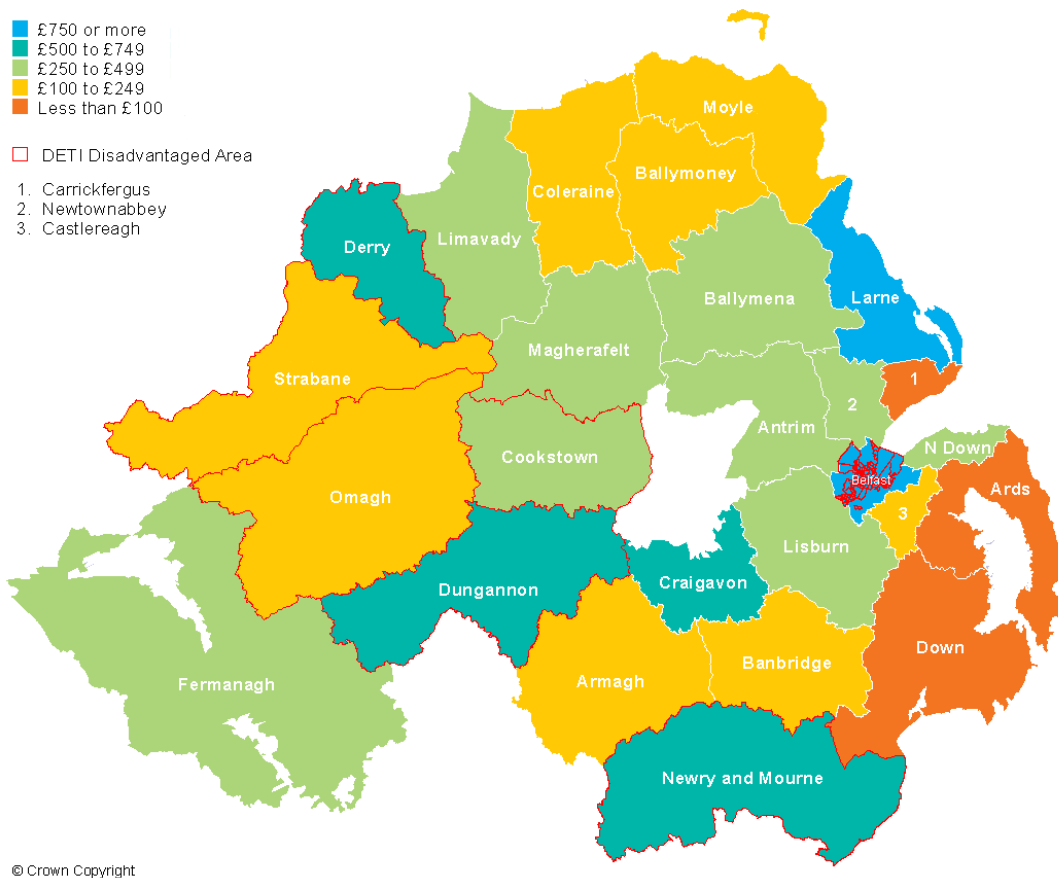 £750 or more
£500 to £749
£250 to £499
£100 to £249
Less than £100
DETI Disadvantaged Area
1. Carrickfergus
2. Newtownabbey
3. Castlereagh
Moyle
Ballymoney
Coleraine
Limavady
Derry
Ballymena
Larne
Magherafelt
Strabane
1
2
Antrim
N Down
Cookstown
Belfast
Ards
Omagh
3
Lisburn
Dungannon
Craigavon
Down
Banbridge
Fermanagh
Armagh
Newry and Mourne
© Crown Copyright